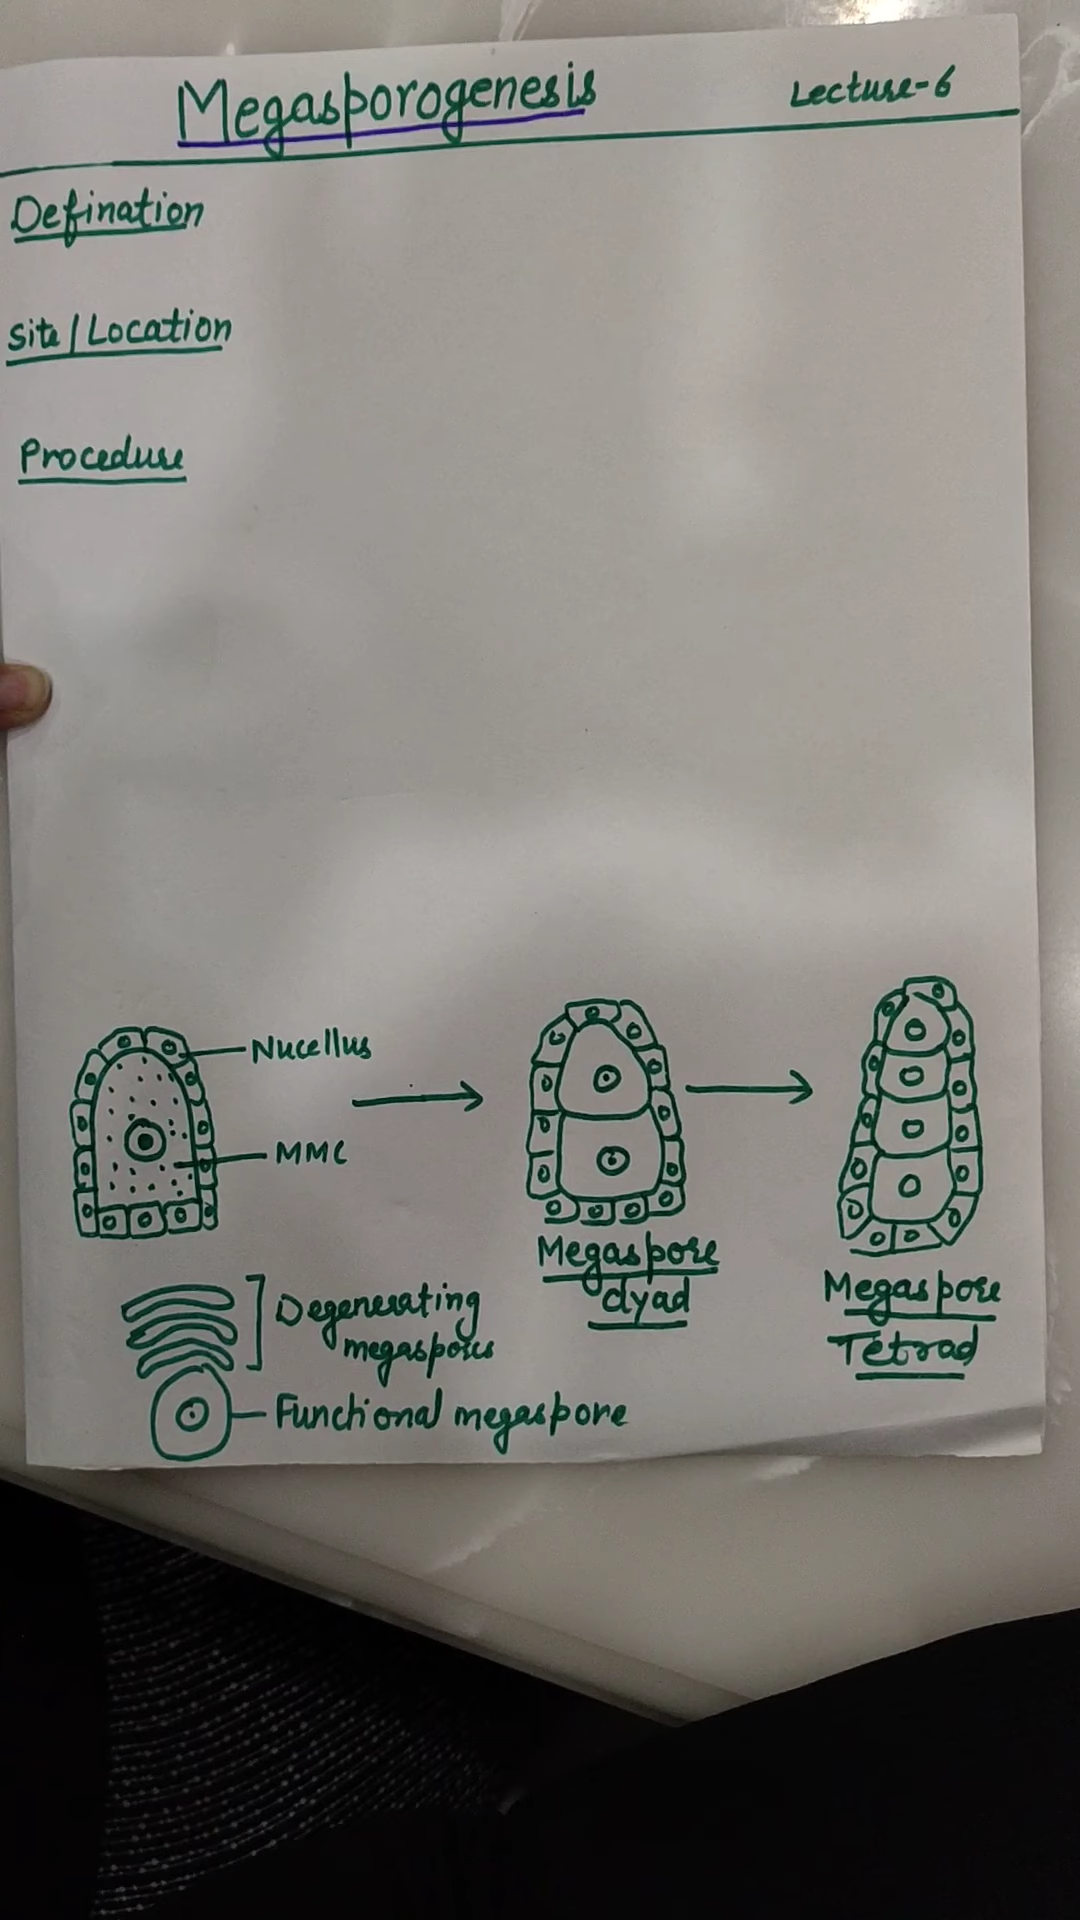 Megasporogenesis
Lecture-6
Defination
Site/Location
Procedure
Nucellus
MMC
Megaspore
dyad
Megaspore
Tetrad
Degenerating
megaspores
Functional megaspore